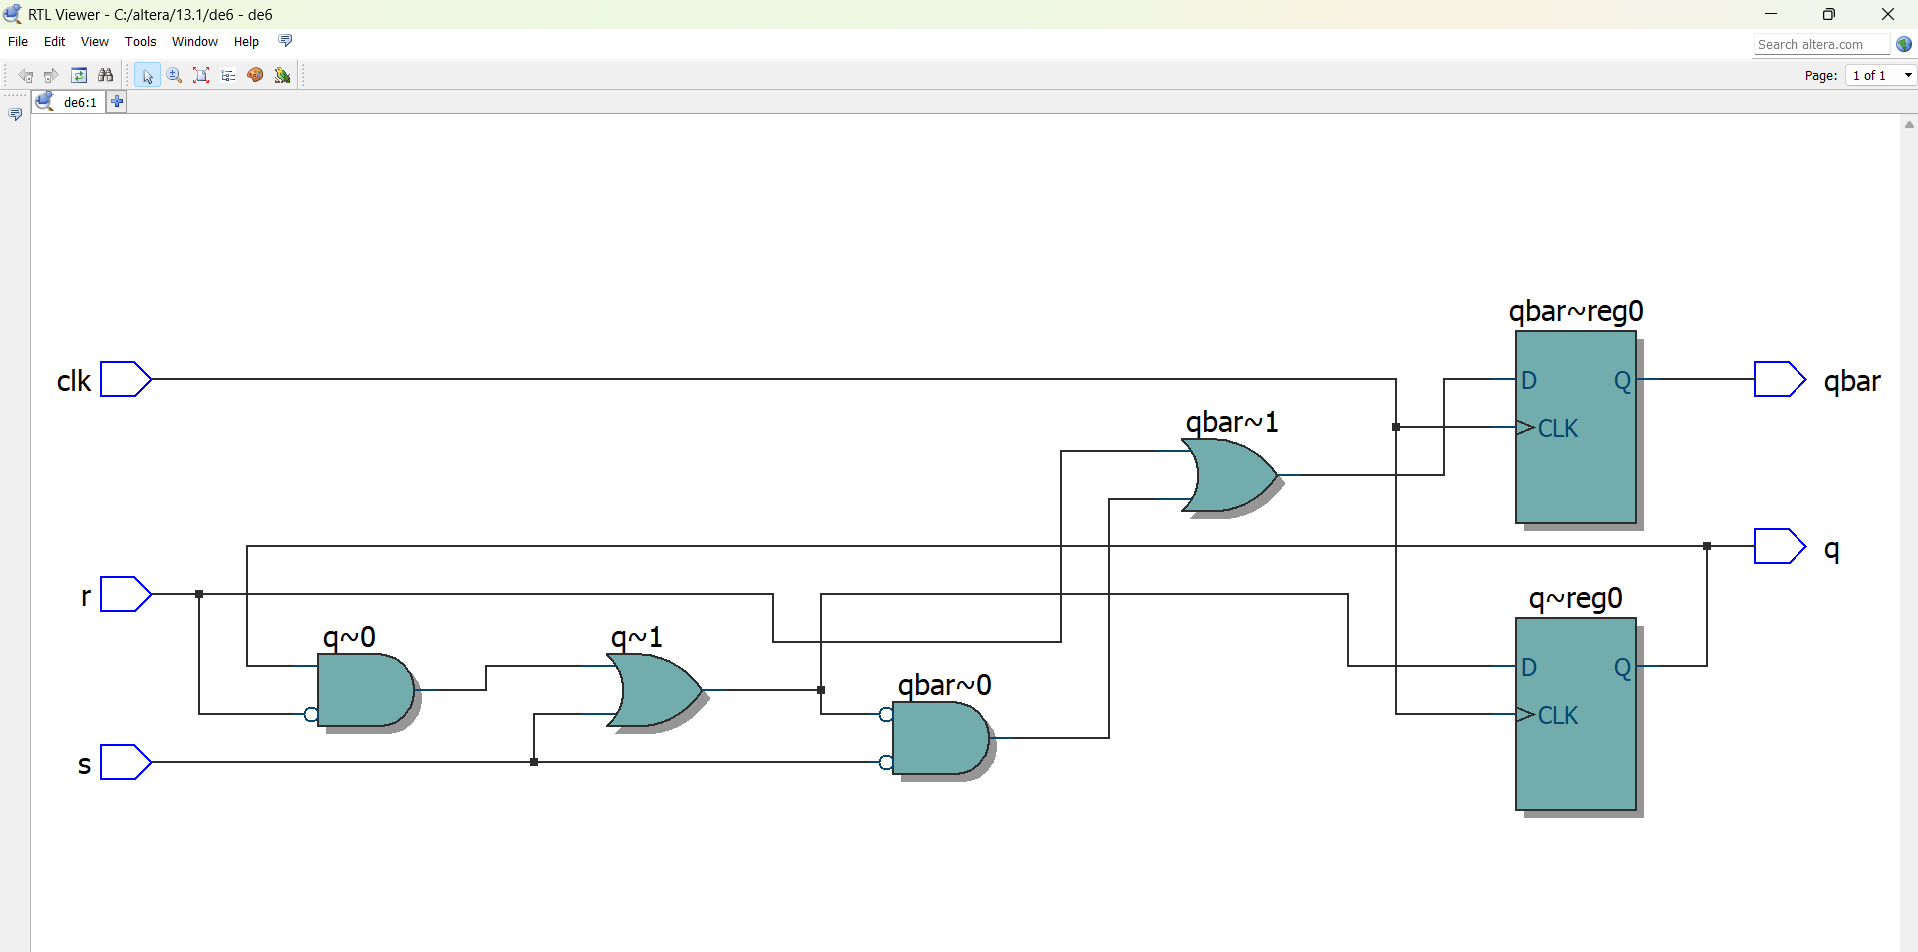 RTL Viewer - C:/altera/13.1/de6 - de6
File Edit View Tools Window Help
Search altera.com
Page: 1 of 1
de6:1
qbar~reg0
clk
D Q
qbar
qbar~1
CLK
q
r
q~reg0
q~0
q~1
D Q
qbar~0
CLK
s